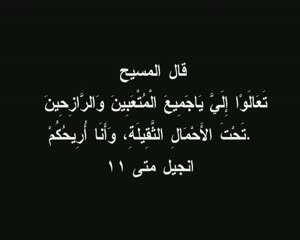 قال المسيح
تَعَالَوْا إِلَيَّ يَاجَمِيعَ الْمُتْعَبِينَ وَالرَّازِحِينَ
تَحْتَ الأَحْمَالِ الثَّقِيلَةِ، وَأَنَا أُرِيحُكُمْ.
انجيل متى ١١